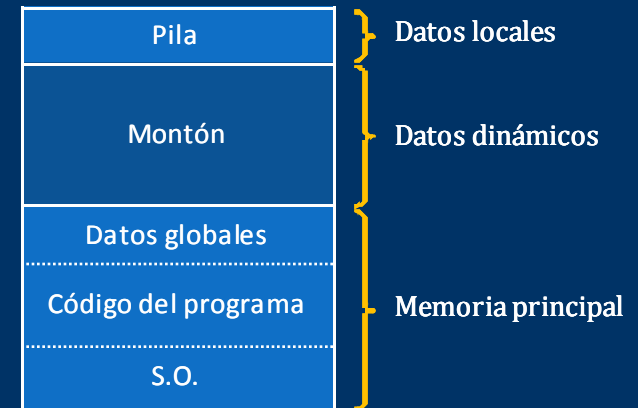 Pila
Datos locales
Montón
Datos dinámicos
Datos globales
Código del programa
Memoria principal
S.O.